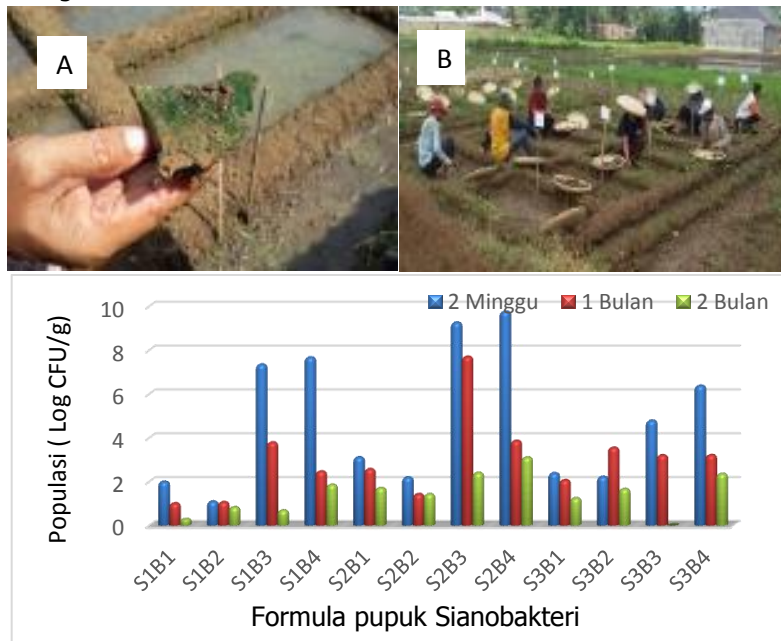 A
B
2 Minggu 1 Bulan 2 Bulan
Populasi ( Log CFU/g)
10
8
6
4
2
0
S1B1 S1B2 S1B3 S1B4 S2B1 S2B2 S2B3 S2B4 S3B1 S3B2 S3B3 S3B4
Formula pupuk Sianobakteri